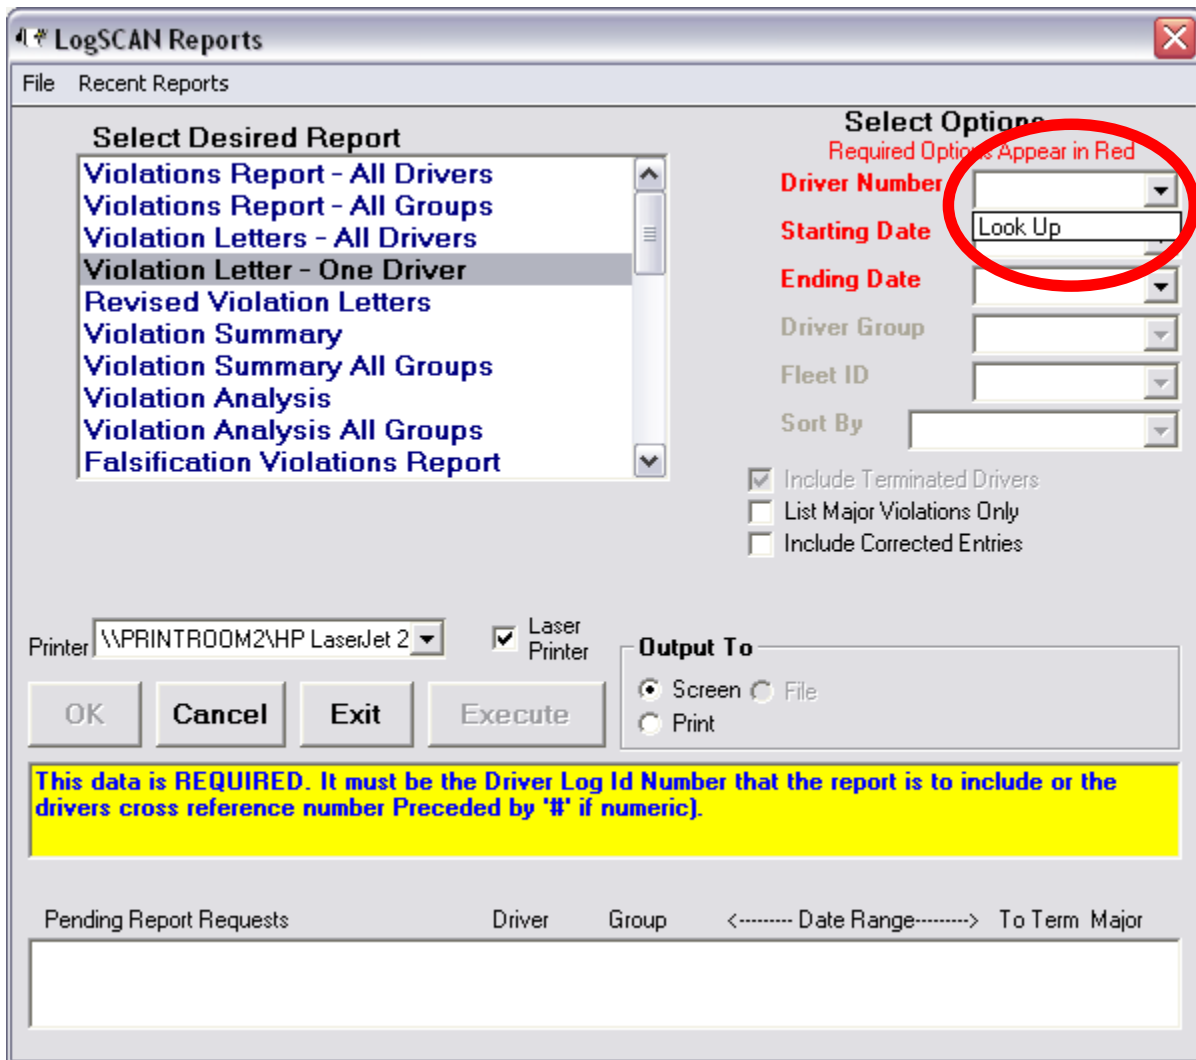 LogSCAN Reports
File Recent Reports
Select Desired Report
Violations Report - All Drivers
Violations Report - All Groups
Violation Letters - All Drivers
Violation Letter - One Driver
Revised Violation Letters
Violation Summary
Violation Summary All Groups
Violation Analysis
Violation Analysis All Groups
Falsification Violations Report
Select Options
Required Options Appear in Red
Driver Number
Look Up
Starting Date
Ending Date
Driver Group
Fleet ID
Sort By
Include Terminated Drivers
List Major Violations Only
Include Corrected Entries
Printer \\PRINTROOM2\HP LaserJet 2
Laser
Printer
Output To
Screen File
Print
OK Cancel Exit Execute
This data is REQUIRED. It must be the Driver Log Id Number that the report is to include or the
drivers cross reference number Preceded by '#' if numeric).
Pending Report Requests Driver Group <--------- Date Range---------> To Term Major